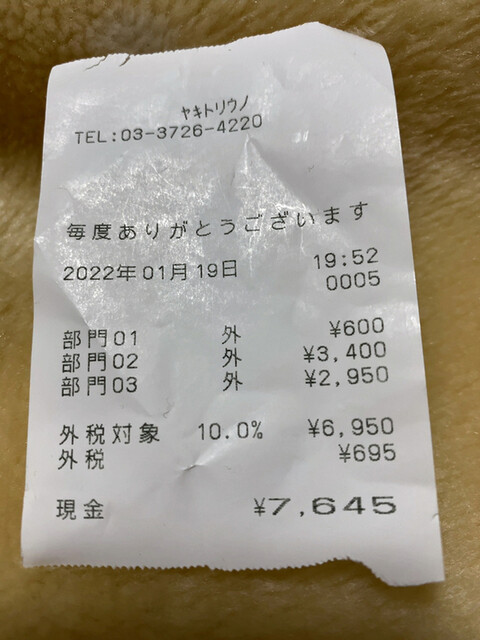 ヤキトリウノ
TEL:03-3726-4220
毎度ありがとうございます
2022年01月19日 19:52
0005
部門01 外 ¥600
部門02 外 ¥3,400
部門03 外 ¥2,950
外税対象 10.0% ¥6,950
外税 ¥695
現金 ¥7,645